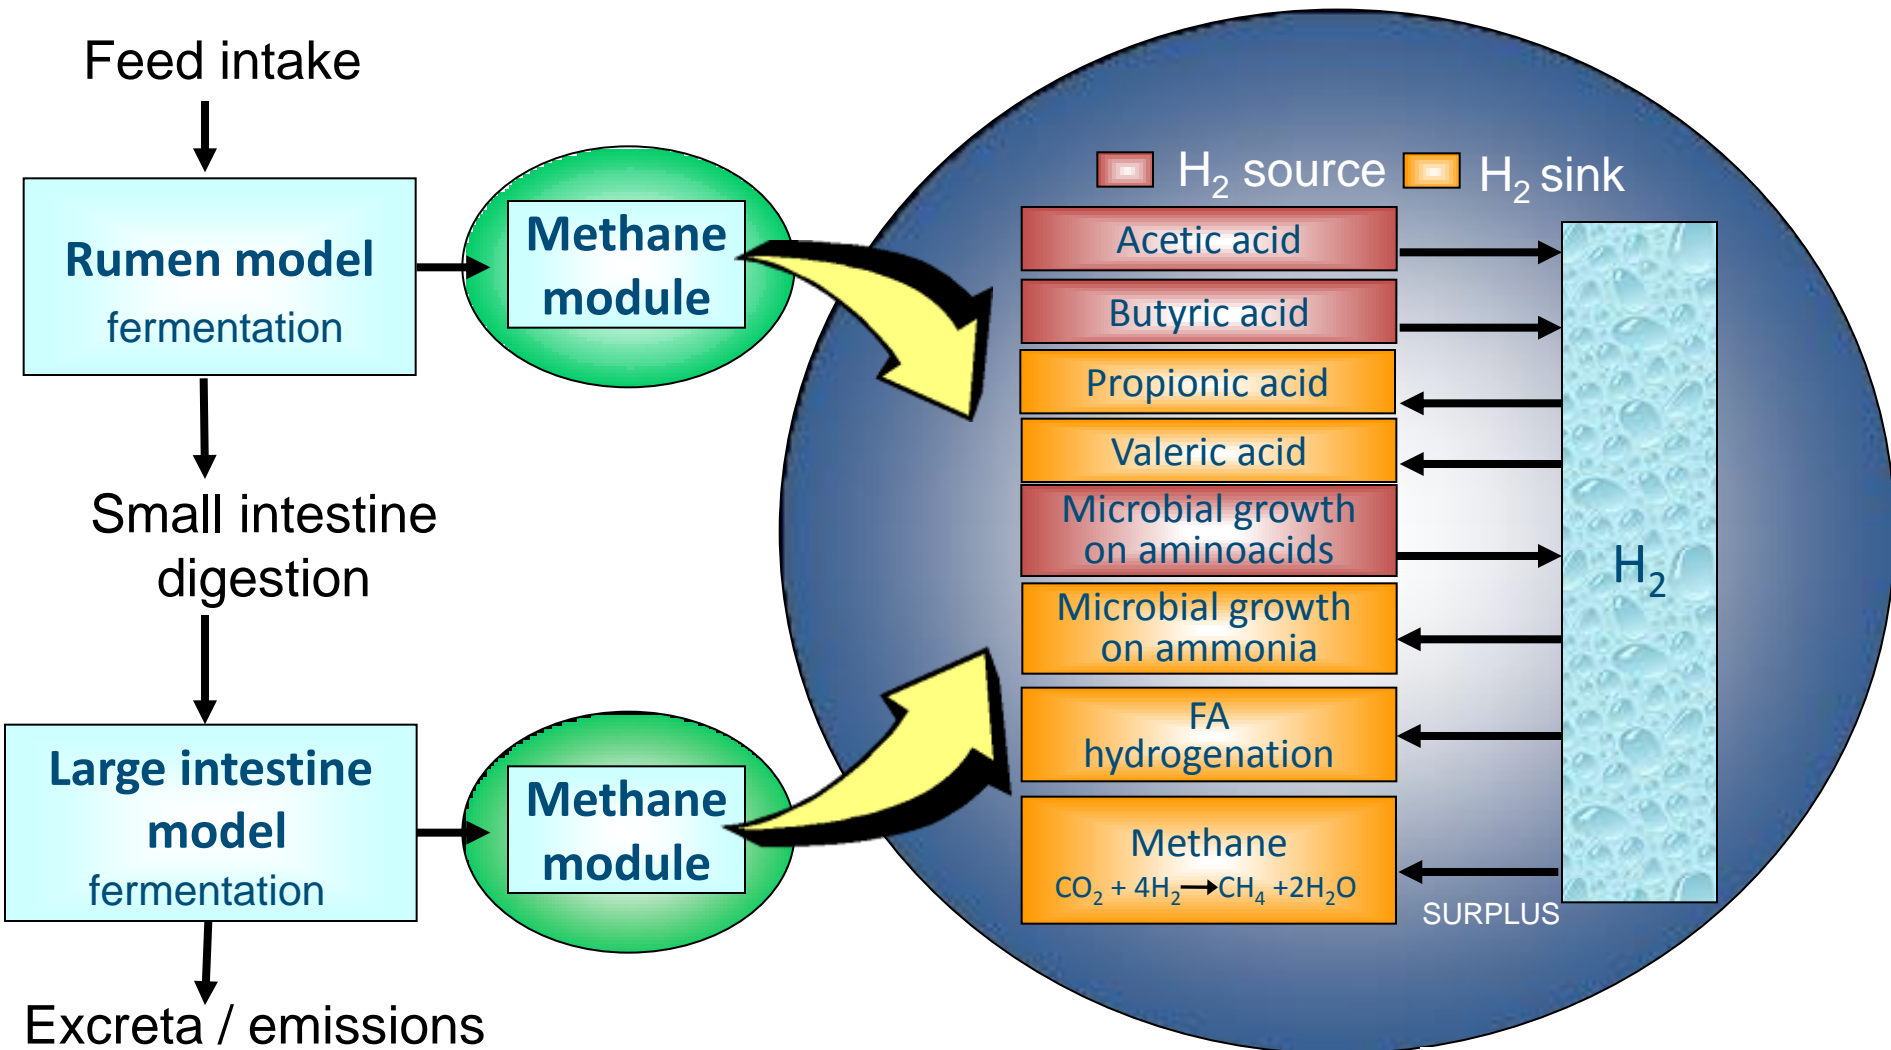 Feed intake
Rumen model
fermentation
Small intestine
digestion
Large intestine
model
fermentation
Excreta / emissions
Methane
module
Methane
module
H₂ source
H₂ sink
Acetic acid
Butyric acid
Propionic acid
Valeric acid
Microbial growth
on aminoacids
Microbial growth
on ammonia
FA
hydrogenation
Methane
CO₂ + 4H₂→CH₄ +2H₂O
SURPLUS
H₂